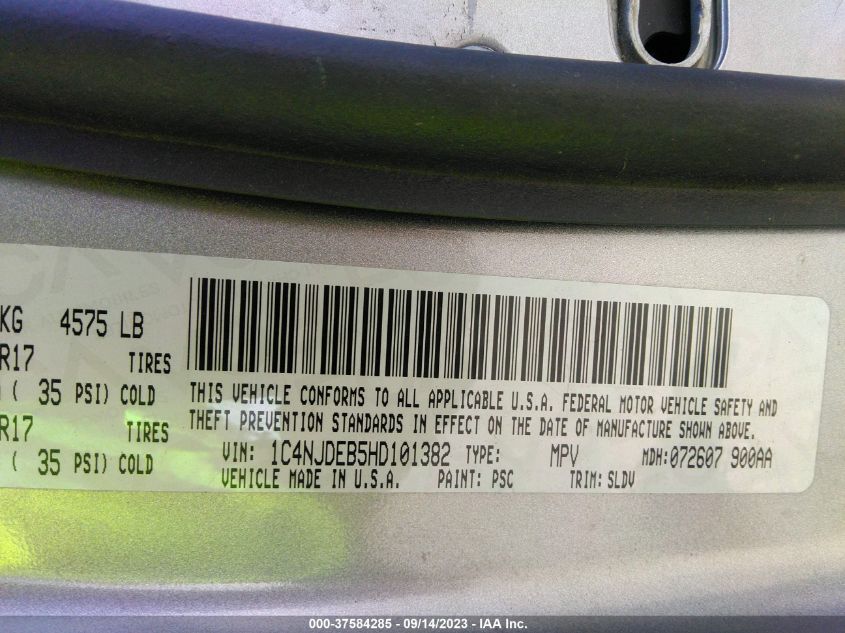 KG 4575 LB
R17 TIRES
( 35 PSI) COLD
R17 TIRES
( 35 PSI) COLD
THIS VEHICLE CONFORMS TO ALL APPLICABLE U.S.A. FEDERAL MOTOR VEHICLE SAFETY AND
THEFT PREVENTION STANDARDS IN EFFECT ON THE DATE OF MANUFACTURE SHOWN ABOVE.
VIN: 1C4NJDEB5HD101382 TYPE: MPV MDH:072607 900AA
VEHICLE MADE IN U.S.A. PAINT: PSC TRIM: SLDV
000-37584285 - 09/14/2023 - IAA Inc.